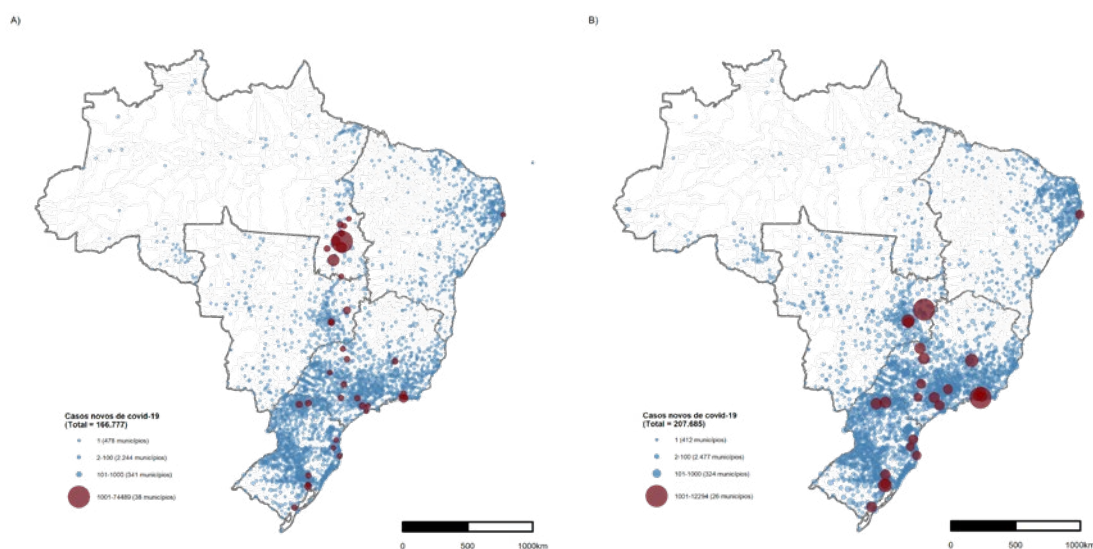 A)
Casos novos de covid-19
(Total = 166.777)
1 (478 municípios)
2-100 (2 244 municípios)
101-1000 (341 municípios)
1001-74489 (38 municípios)
0 500 1000km
B)
Casos novos de covid-19
(Total = 207.685)
1 (412 municípios)
2-100 (2 477 municípios)
101-1000 (324 municípios)
1001-12294 (26 municípios)
0 500 1000km